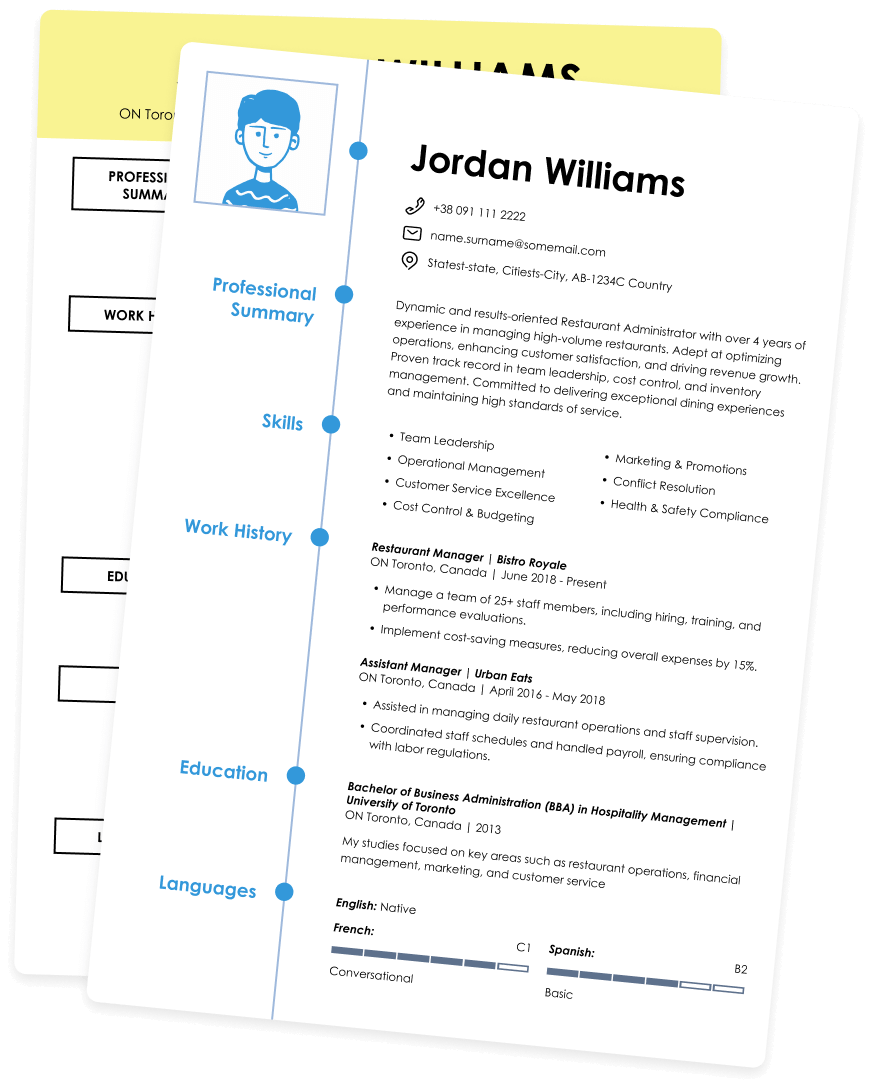 WILLIAMS
ON Toro
PROFESSI
SUMMA
WORK H
EDU
L
Jordan Williams
+38 091 111 2222
name.surname@somemail.com
Statest-state, Citiests-City, AB-1234C Country
Professional
Summary
Dynamic and results-oriented Restaurant Administrator with over 4 years of
experience in managing high-volume restaurants. Adept at optimizing
operations, enhancing customer satisfaction, and driving revenue growth.
Proven track record in team leadership, cost control, and inventory
management. Committed to delivering exceptional dining experiences
and maintaining high standards of service.
Skills
• Team Leadership
• Operational Management
• Customer Service Excellence
• Cost Control & Budgeting
• Marketing & Promotions
• Conflict Resolution
• Health & Safety Compliance
Work History
Restaurant Manager | Bistro Royale
ON Toronto, Canada | June 2018 - Present
• Manage a team of 25+ staff members, including hiring, training, and
performance evaluations.
• Implement cost-saving measures, reducing overall expenses by 15%.
Assistant Manager | Urban Eats
ON Toronto, Canada | April 2016 - May 2018
• Assisted in managing daily restaurant operations and staff supervision.
• Coordinated staff schedules and handled payroll, ensuring compliance
with labor regulations.
Education
Bachelor of Business Administration (BBA) in Hospitality Management |
University of Toronto
ON Toronto, Canada | 2013
My studies focused on key areas such as restaurant operations, financial
management, marketing, and customer service
Languages
English: Native
French: C1
Conversational
Spanish: B2
Basic